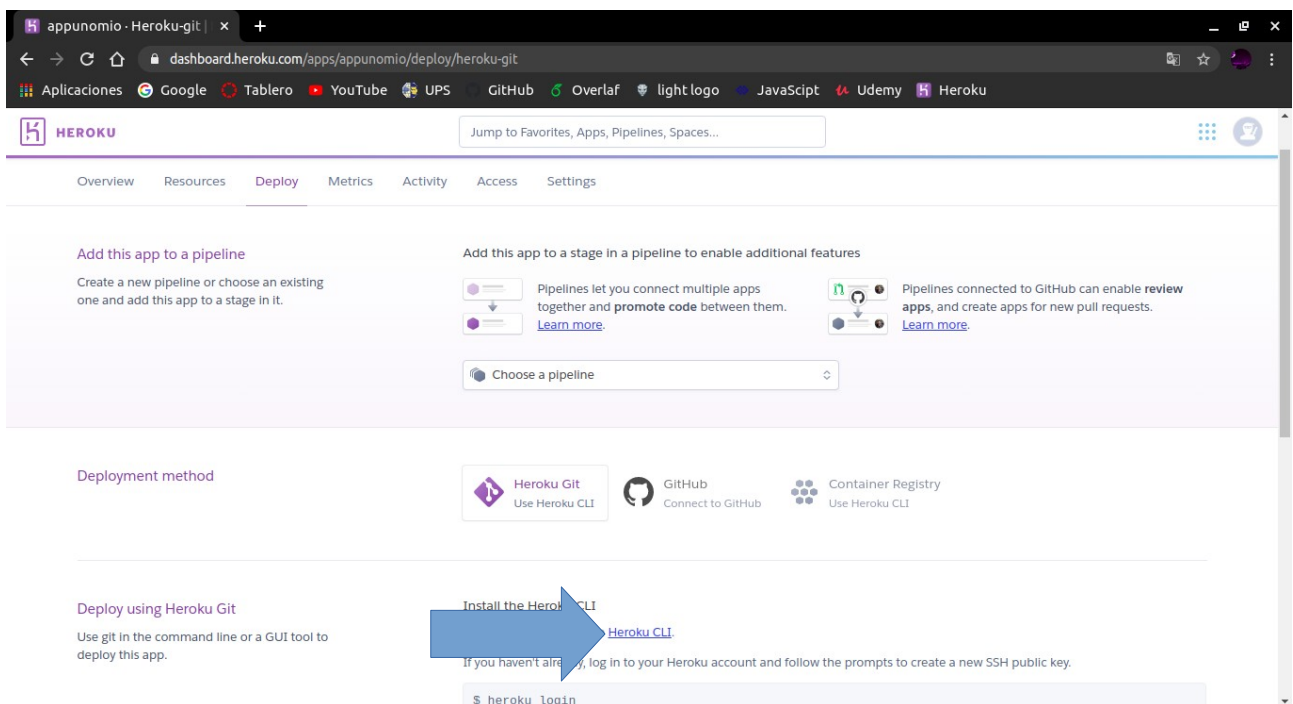 appunomio · Heroku-git |
dashboard.heroku.com/apps/appunomio/deploy/heroku-git
Aplicaciones Google Tablero YouTube UPS GitHub Overlaf light logo JavaScipt Udemy Heroku
HEROKU
Jump to Favorites, Apps, Pipelines, Spaces...
Overview Resources Deploy Metrics Activity Access Settings
Add this app to a pipeline
Create a new pipeline or choose an existing
one and add this app to a stage in it.
Add this app to a stage in a pipeline to enable additional features
Pipelines let you connect multiple apps
together and promote code between them.
Learn more.
Pipelines connected to GitHub can enable review
apps, and create apps for new pull requests.
Learn more.
Choose a pipeline
Deployment method
Heroku Git
Use Heroku CLI
GitHub
Connect to GitHub
Container Registry
Use Heroku CLI
Deploy using Heroku Git
Use git in the command line or a GUI tool to
deploy this app.
Install the Heroku CLI
Heroku CLI.
If you haven't already, log in to your Heroku account and follow the prompts to create a new SSH public key.
$ heroku login